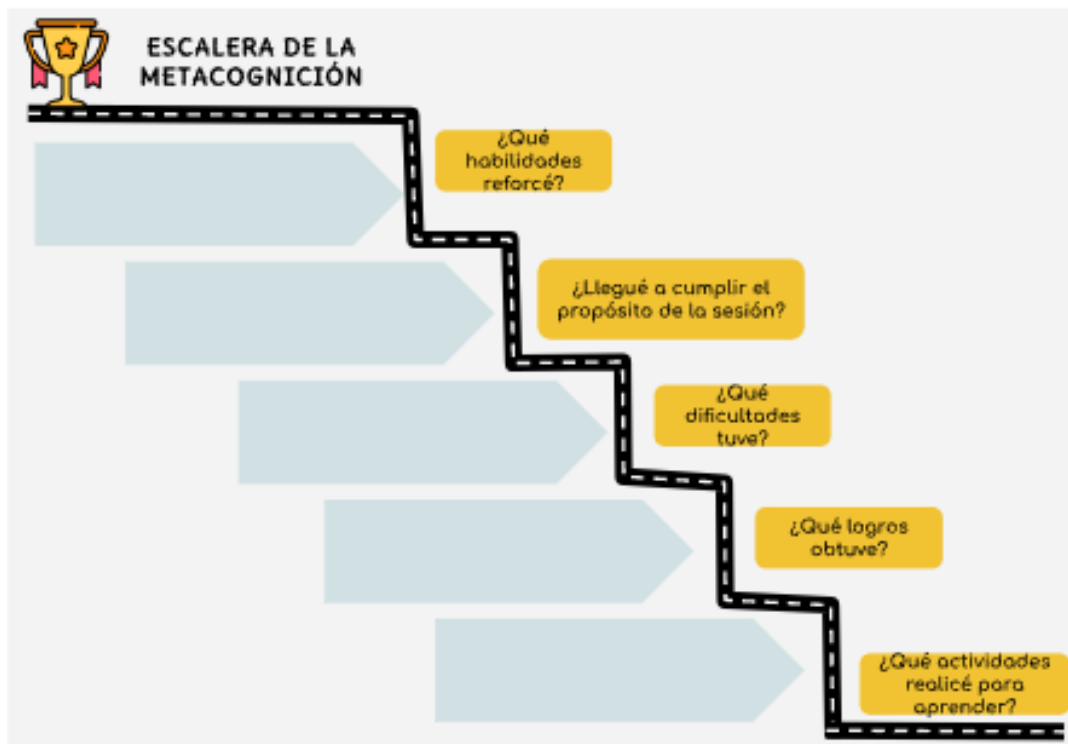 ESCALERA DE LA
METACOGNICIÓN
¿Qué
habilidades
reforcé?
¿Llegué a cumplir el
propósito de la sesión?
¿Qué
dificultades
tuve?
¿Qué logros
obtuve?
¿Qué actividades
realicé para
aprender?